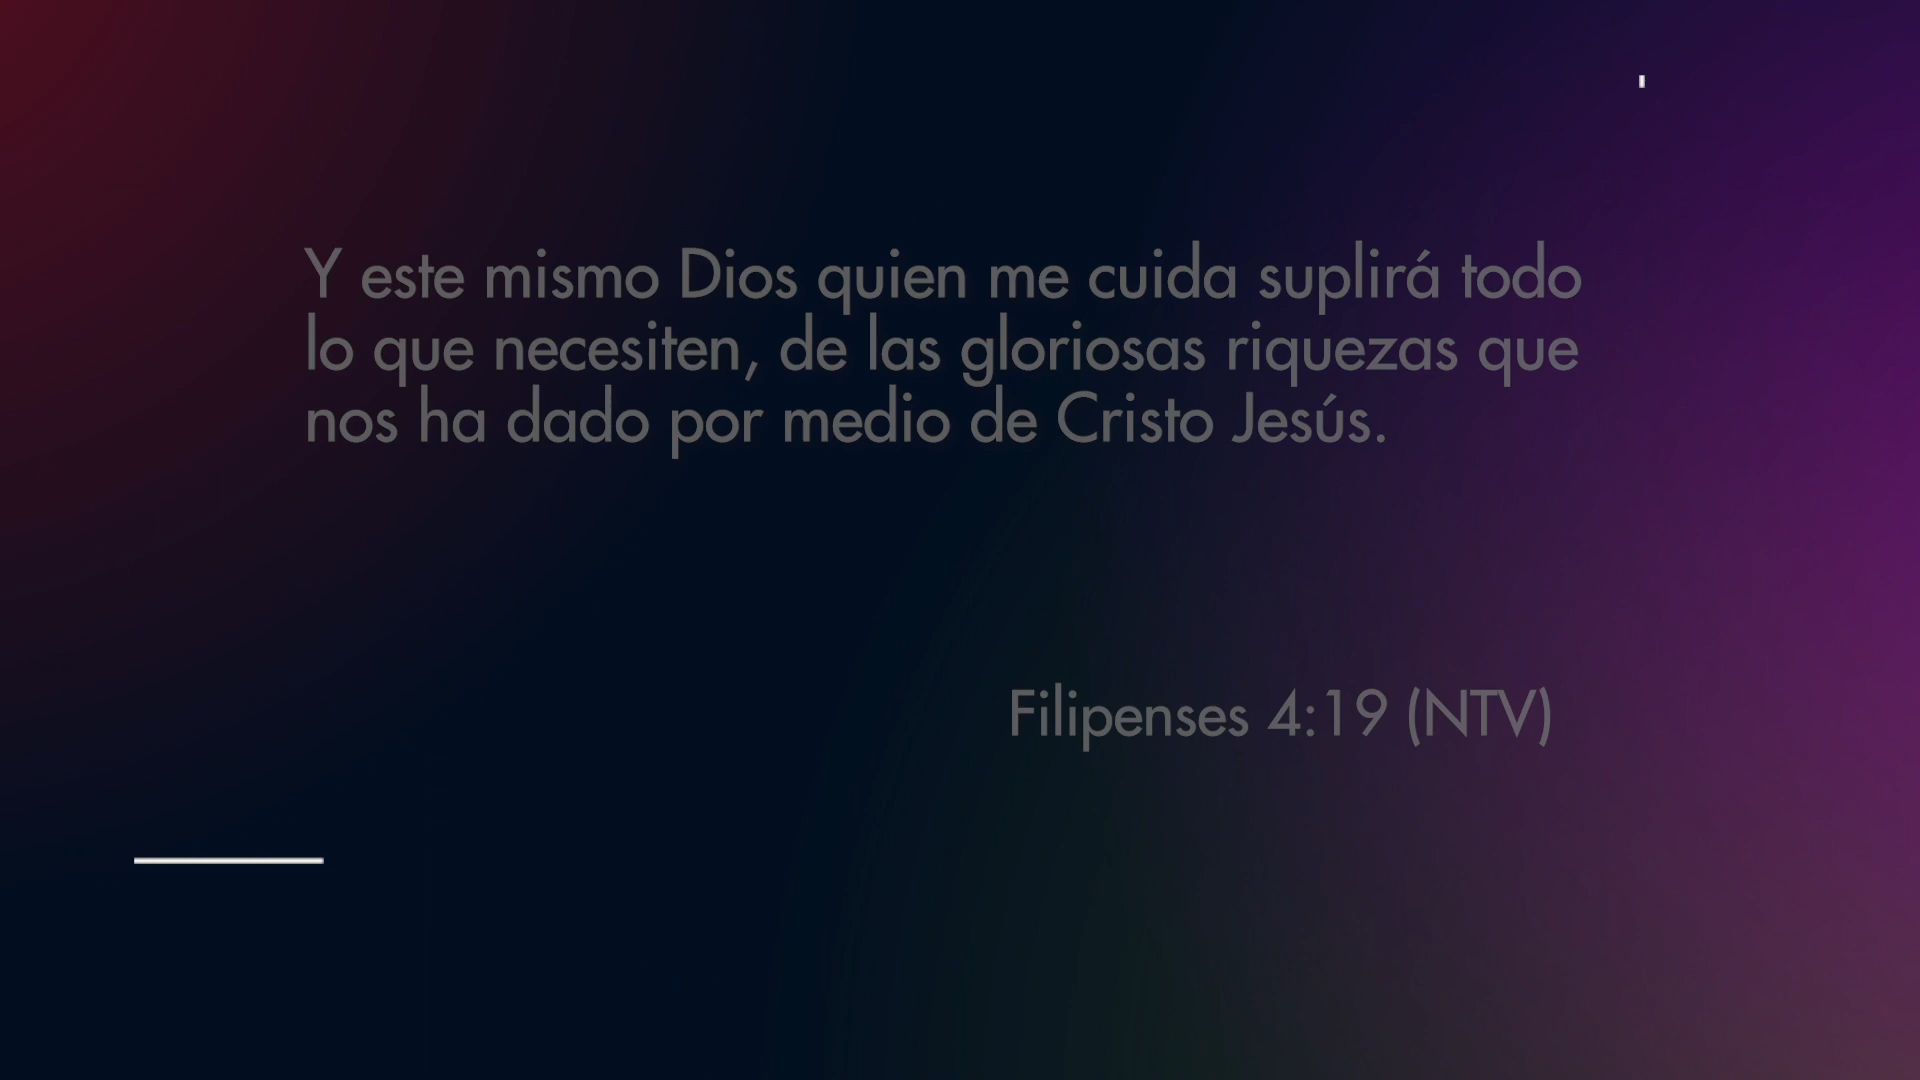 Y este mismo Dios quien me cuida suplirá todo
lo que necesiten, de las gloriosas riquezas que
nos ha dado por medio de Cristo Jesús.
Filipenses 4:19 (NTV)